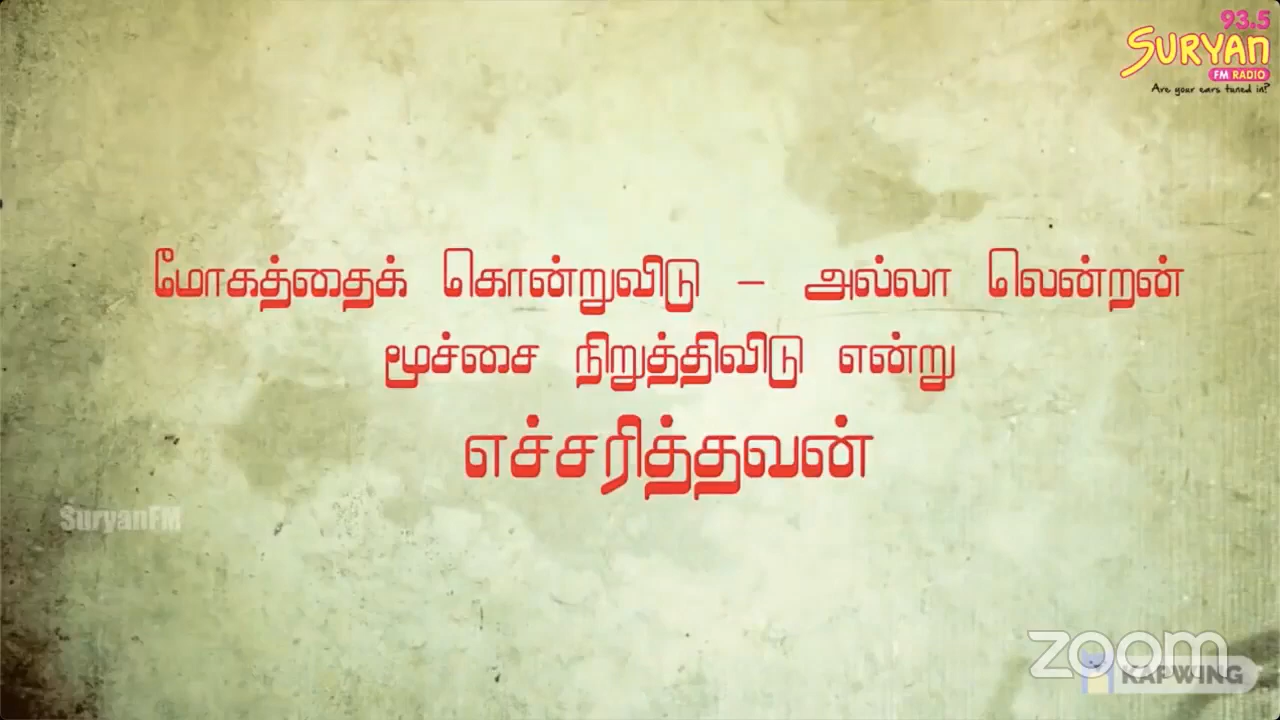 93.5
SURYAN
FM RADIO
Are your ears tuned in?
மோகத்தைக் கொன்றுவிடு – அல்லா லென்றன்
மூச்சை நிறுத்திவிடு என்று
எச்சரித்தவன்
SuryanFM
zoom
KAPWING